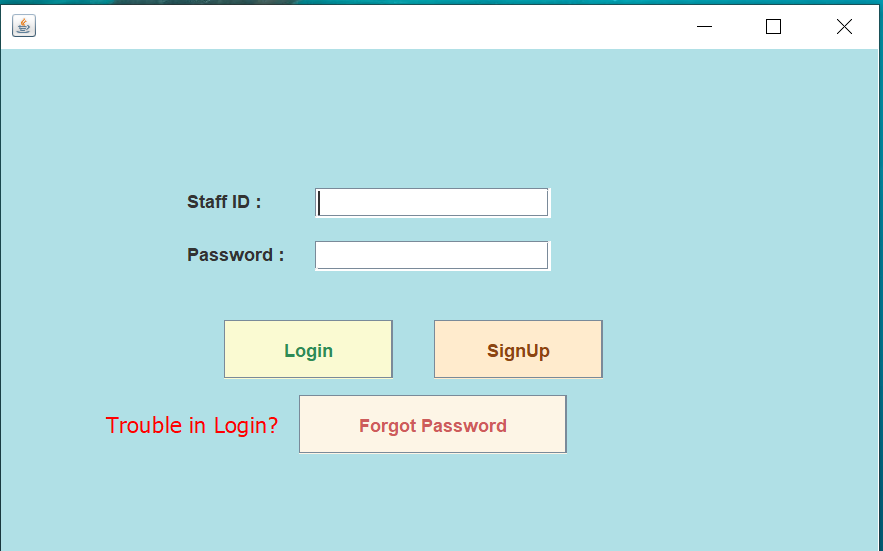 Staff ID :
Password :
Login
SignUp
Trouble in Login?
Forgot Password